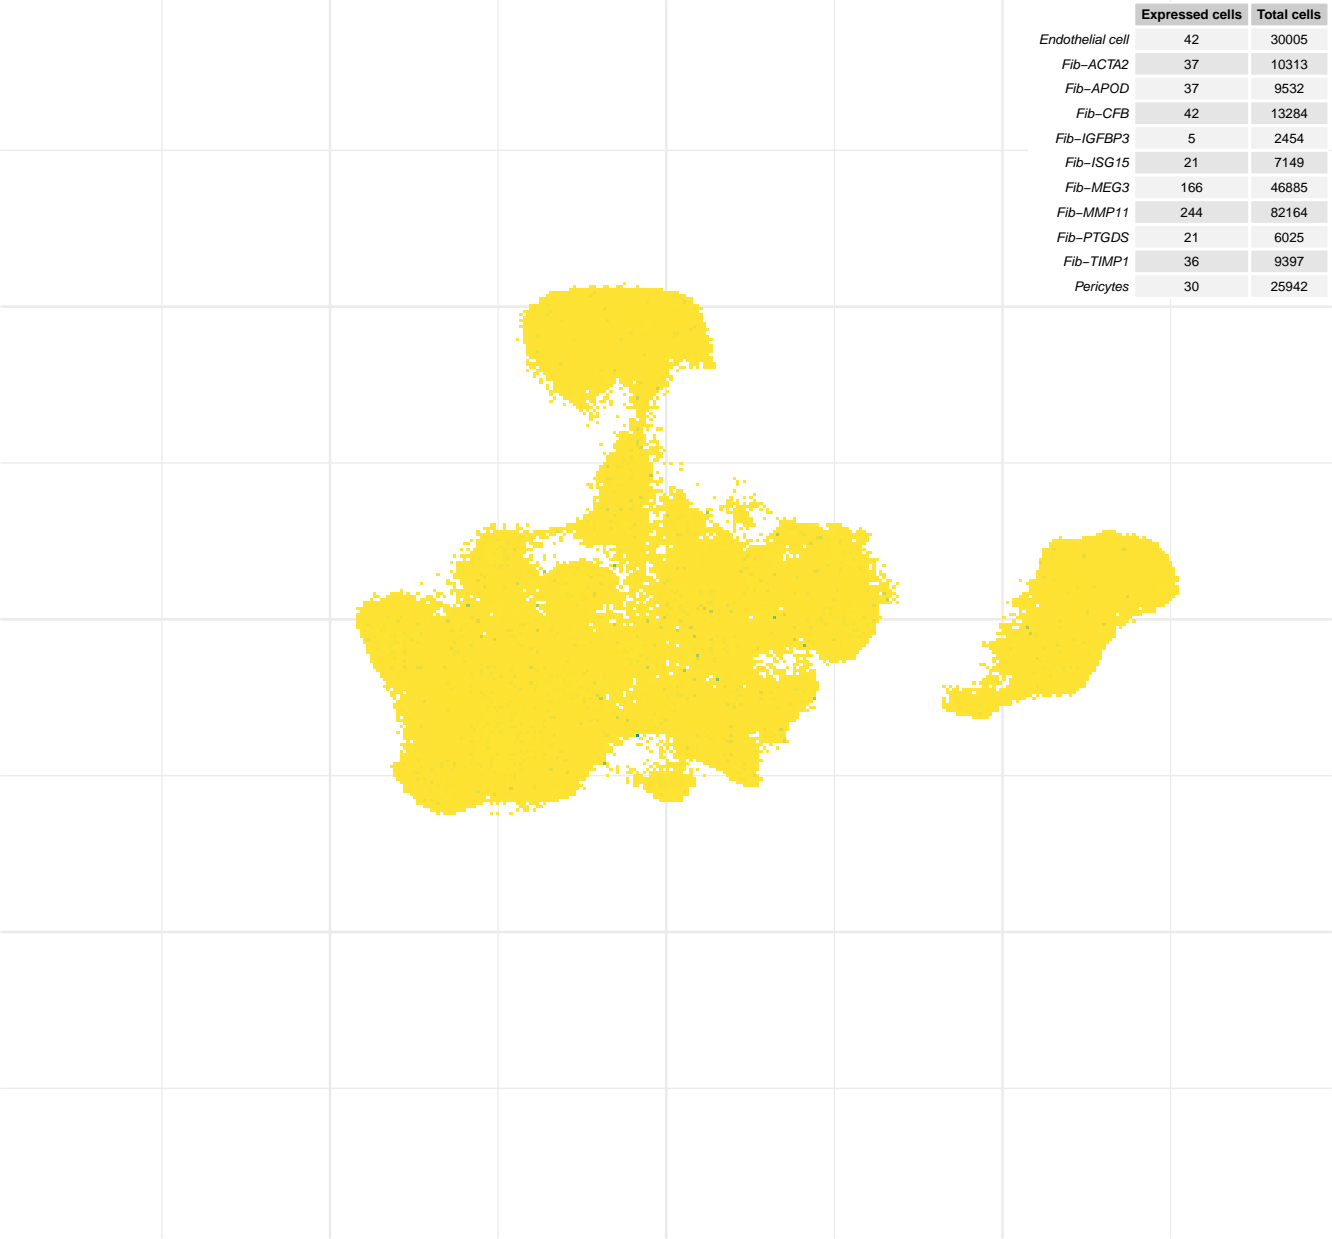 Expressed cells Total cells
Endothelial cell 42 30005
Fib−ACTA2 37 10313
Fib−APOD 37 9532
Fib−CFB 42 13284
Fib−IGFBP3 5 2454
Fib−ISG15 21 7149
Fib−MEG3 166 46885
Fib−MMP11 244 82164
Fib−PTGDS 21 6025
Fib−TIMP1 36 9397
Pericytes 30 25942